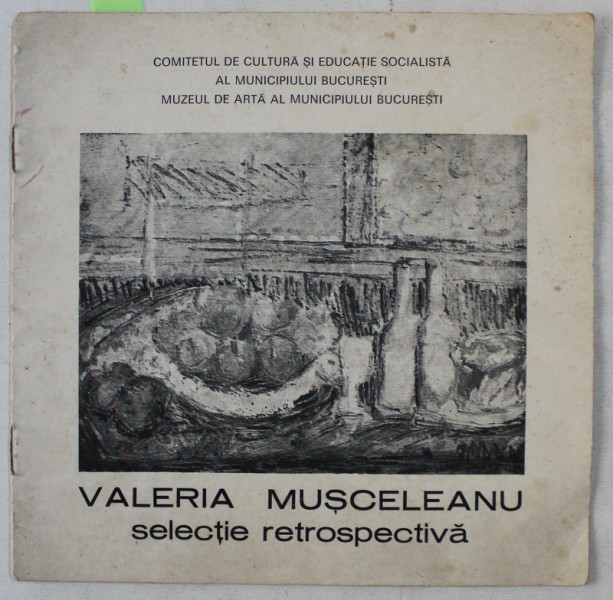 COMITETUL DE CULTURĂ ȘI EDUCAȚIE SOCIALISTĂ
AL MUNICIPIULUI BUCUREȘTI
MUZEUL DE ARTĂ AL MUNICIPIULUI BUCUREȘTI
VALERIA MUȘCELEANU
selecție retrospectivă